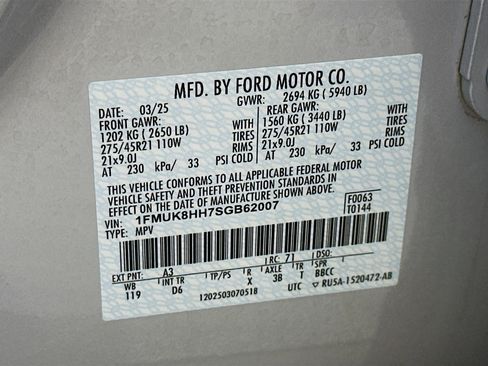 MFD. BY FORD MOTOR CO.
DATE: 03/25 GVWR: 2694 KG ( 5940 LB)
FRONT GAWR: REAR GAWR:
1202 KG ( 2650 LB) WITH 1560 KG ( 3440 LB) WITH
275/45R21 110W TIRES 275/45R21 110W TIRES
21x9.0J RIMS 21x9.0J RIMS
AT 230 kPa/ 33 PSI COLD AT 230 kPa/ 33 PSI COLD
THIS VEHICLE CONFORMS TO ALL APPLICABLE FEDERAL MOTOR
VEHICLE SAFETY AND THEFT PREVENTION STANDARDS IN
EFFECT ON THE DATE OF MANUFACTURE SHOWN ABOVE.
VIN: 1FMUK8HH7SGB62007 F0063
TYPE: MPV T0144
EXT PNT: A3 RC: 71 DSO:
WB INT TR TP/PS R AXLE TR SPR
119 D6 X 3B T BBCC
1202503070518 UTC ▽ RU5A-1520472-AB